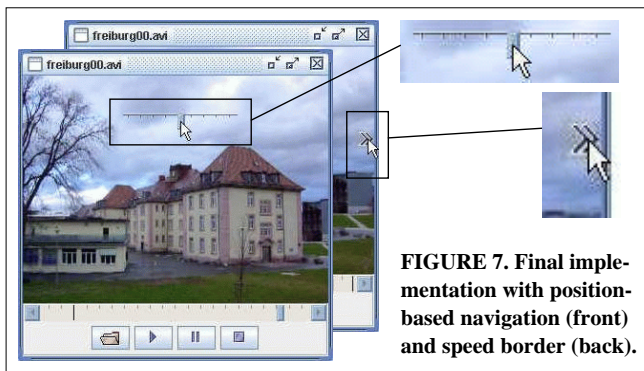 freiburg00.avi
freiburg00.avi
FIGURE 7. Final imple-
mentation with position-
based navigation (front)
and speed border (back).